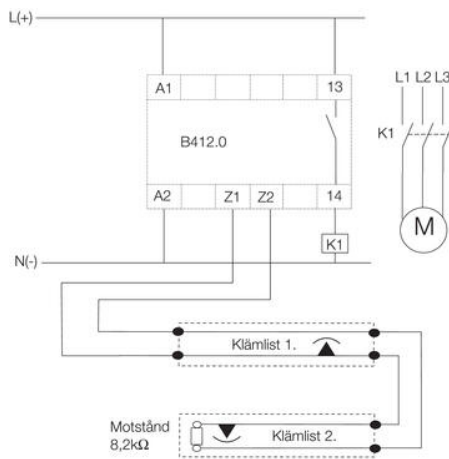 L(+)
A1
13
L1 L2 L3
K1
B412.0
A2
Z1
Z2
14
M
K1
N(-)
Klämlist 1.
Motstånd
8,2kΩ
Klämlist 2.